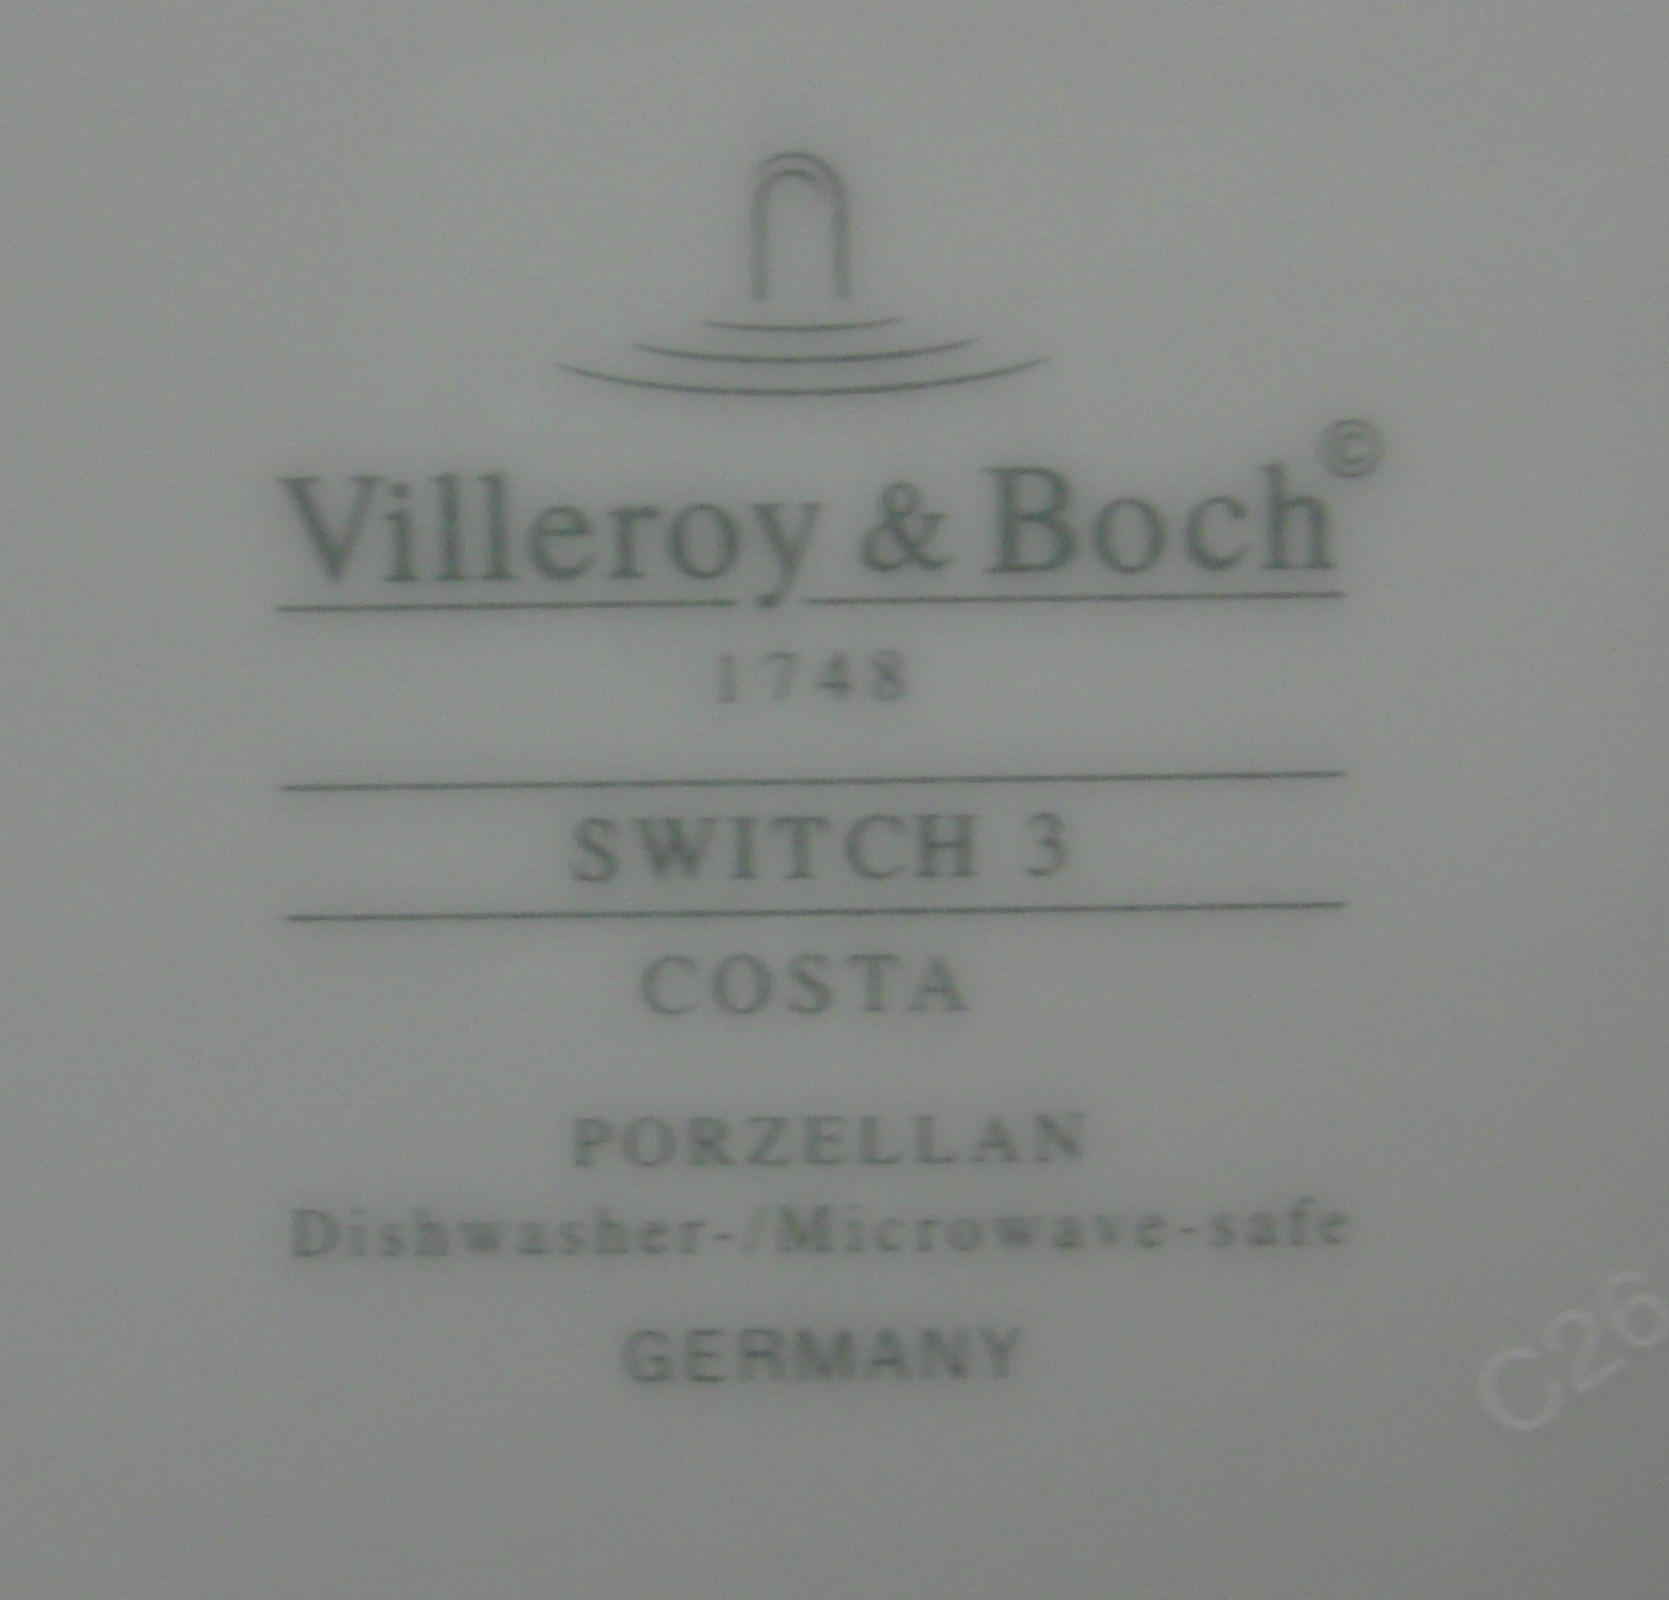 Villeroy & Boch©
1748
SWITCH 3
COSTA
PORZELLAN
Dishwasher-/Microwave-safe
GERMANY
C26